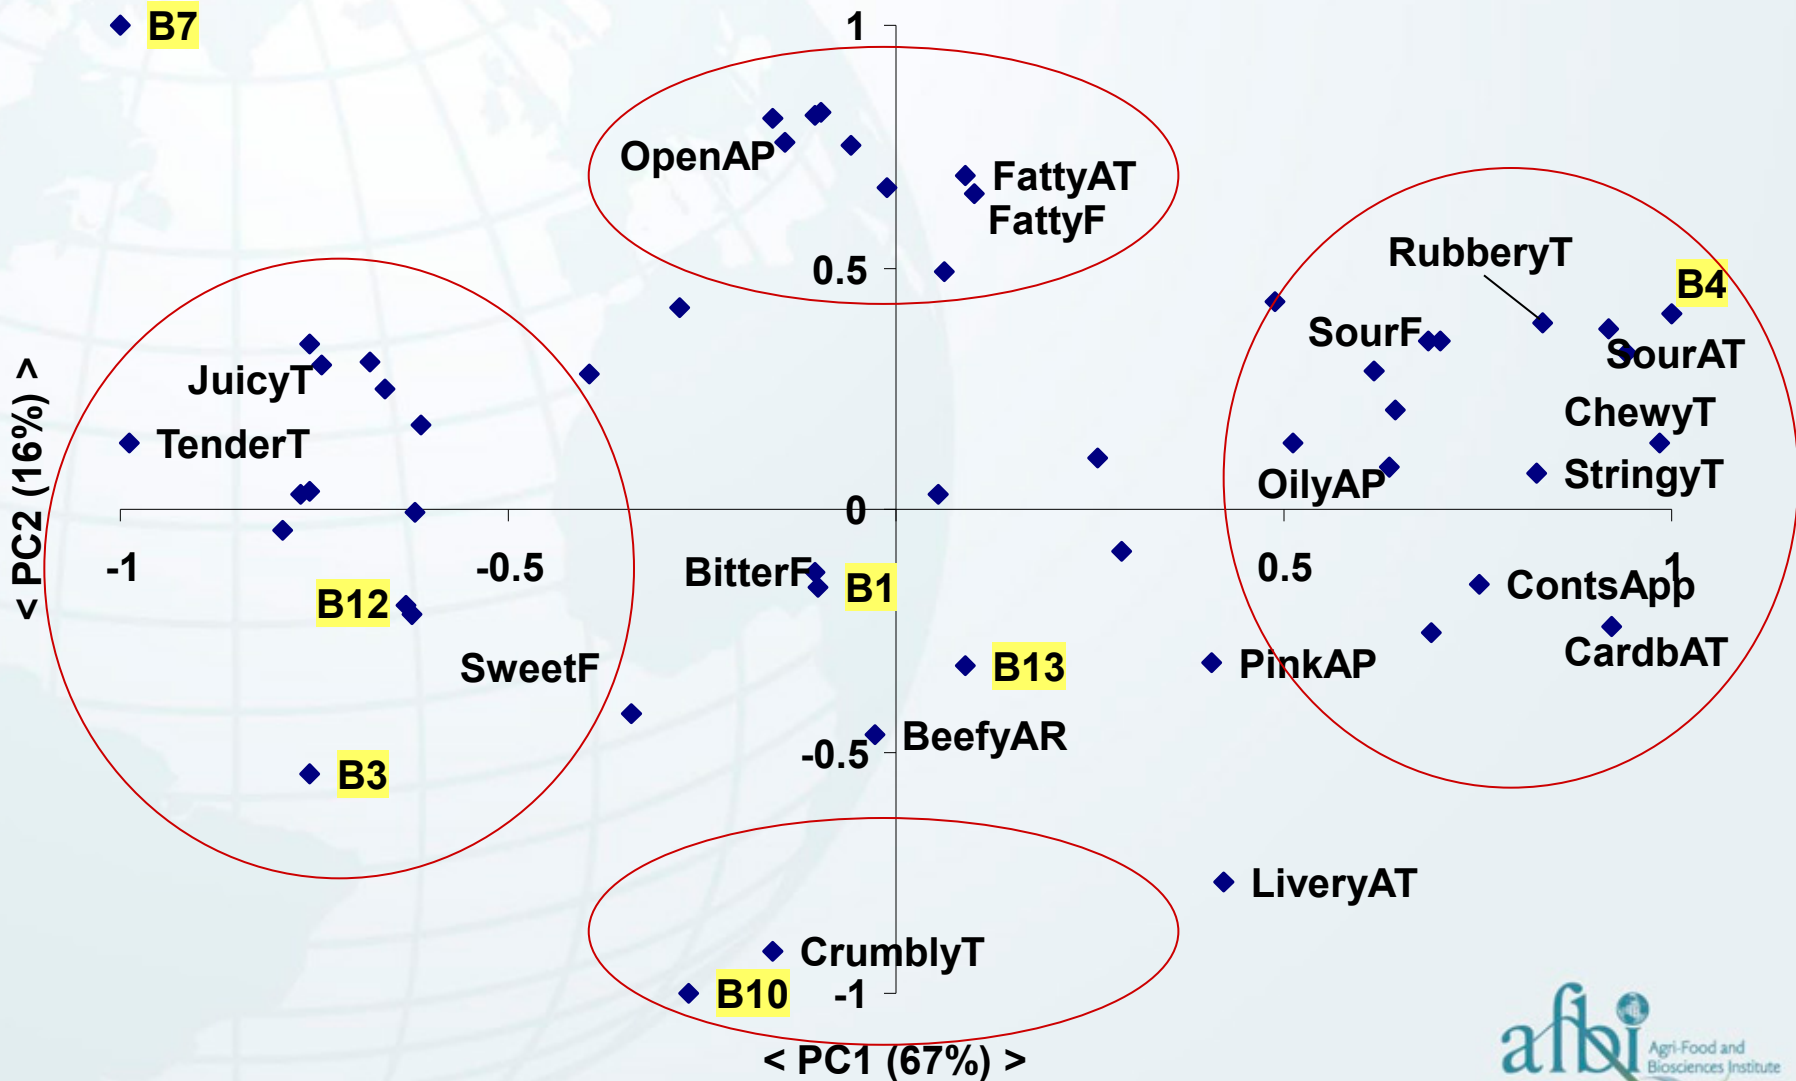 B7
1
OpenAP
FattyAT
FattyF
0.5
RubberyT
B4
SourF
SourAT
JuicyT
ChewyT
TenderT
OilyAP
StringyT
< PC2 (16%) >
0
-1
-0.5
0.5
1
BitterF
B1
ContsApp
B12
CardbAT
SweetF
B13
PinkAP
BeefyAR
-0.5
B3
LiveryAT
CrumblyT
B10
-1
< PC1 (67%) >
afbi
Agri-Food and
Biosciences Institute